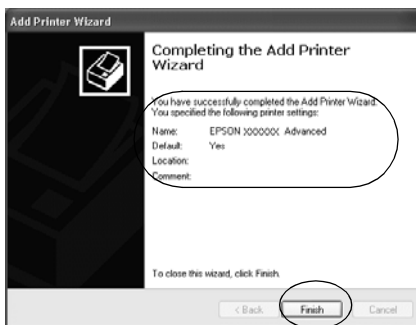 Add Printer Wizard
Completing the Add Printer
Wizard
You have successfully completed the Add Printer Wizard.
You specified the following printer settings:
Name: EPSON XXXXXX Advanced
Default: Yes
Location:
Comment:
To close this wizard, click Finish.
< Back Finish Cancel